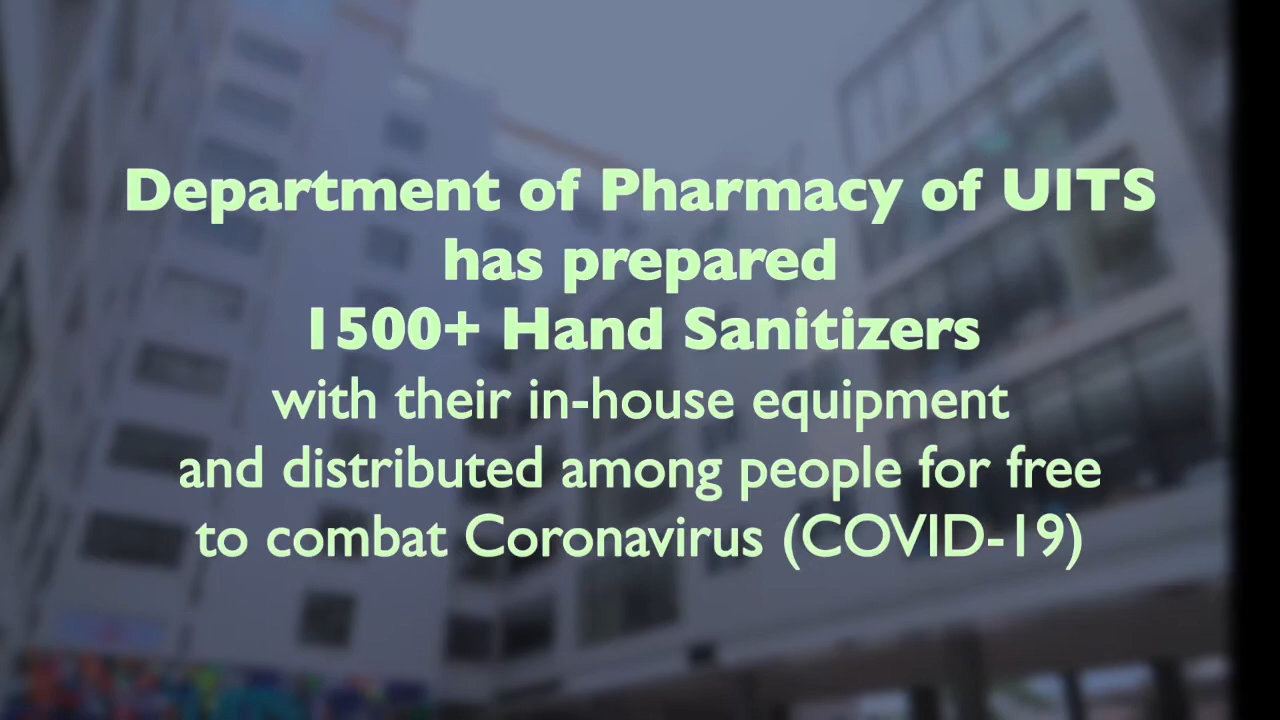 Department of Pharmacy of UITS
has prepared
1500+ Hand Sanitizers
with their in-house equipment
and distributed among people for free
to combat Coronavirus (COVID-19)